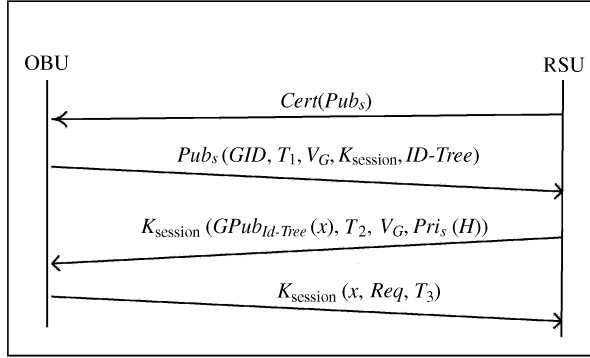 OBU RSU
Cert(Pubs)
Pubs (GID, T1, VG, Ksession, ID-Tree)
Ksession (GPubId-Tree (x), T2, VG, Pris (H))
Ksession (x, Req, T3)